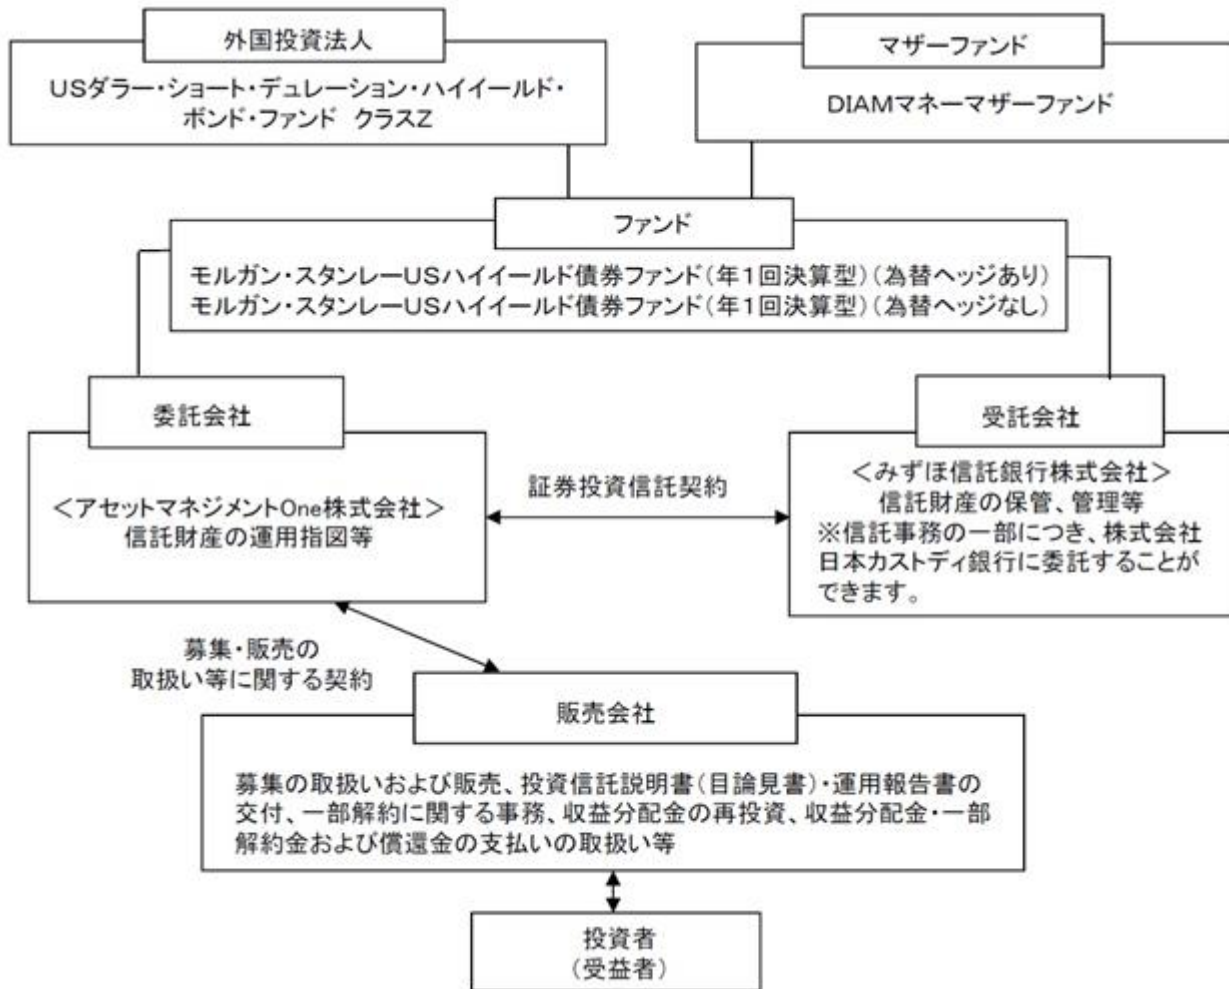 外国投資法人
USダラー・ショート・デュレーション・ハイイールド・
ボンド・ファンド　クラスZ
マザーファンド
DIAMマネーマザーファンド
ファンド
モルガン・スタンレーUSハイイールド債券ファンド(年1回決算型)(為替ヘッジあり)
モルガン・スタンレーUSハイイールド債券ファンド(年1回決算型)(為替ヘッジなし)
委託会社
＜アセットマネジメントOne株式会社＞
信託財産の運用指図等
証券投資信託契約
受託会社
＜みずほ信託銀行株式会社＞
信託財産の保管、管理等
※信託事務の一部につき、株式会社
日本カストディ銀行に委託することが
できます。
募集・販売の
取扱い等に関する契約
販売会社
募集の取扱いおよび販売、投資信託説明書(目論見書)・運用報告書の
交付、一部解約に関する事務、収益分配金の再投資、収益分配金・一部
解約金および償還金の支払いの取扱い等
投資者
(受益者)